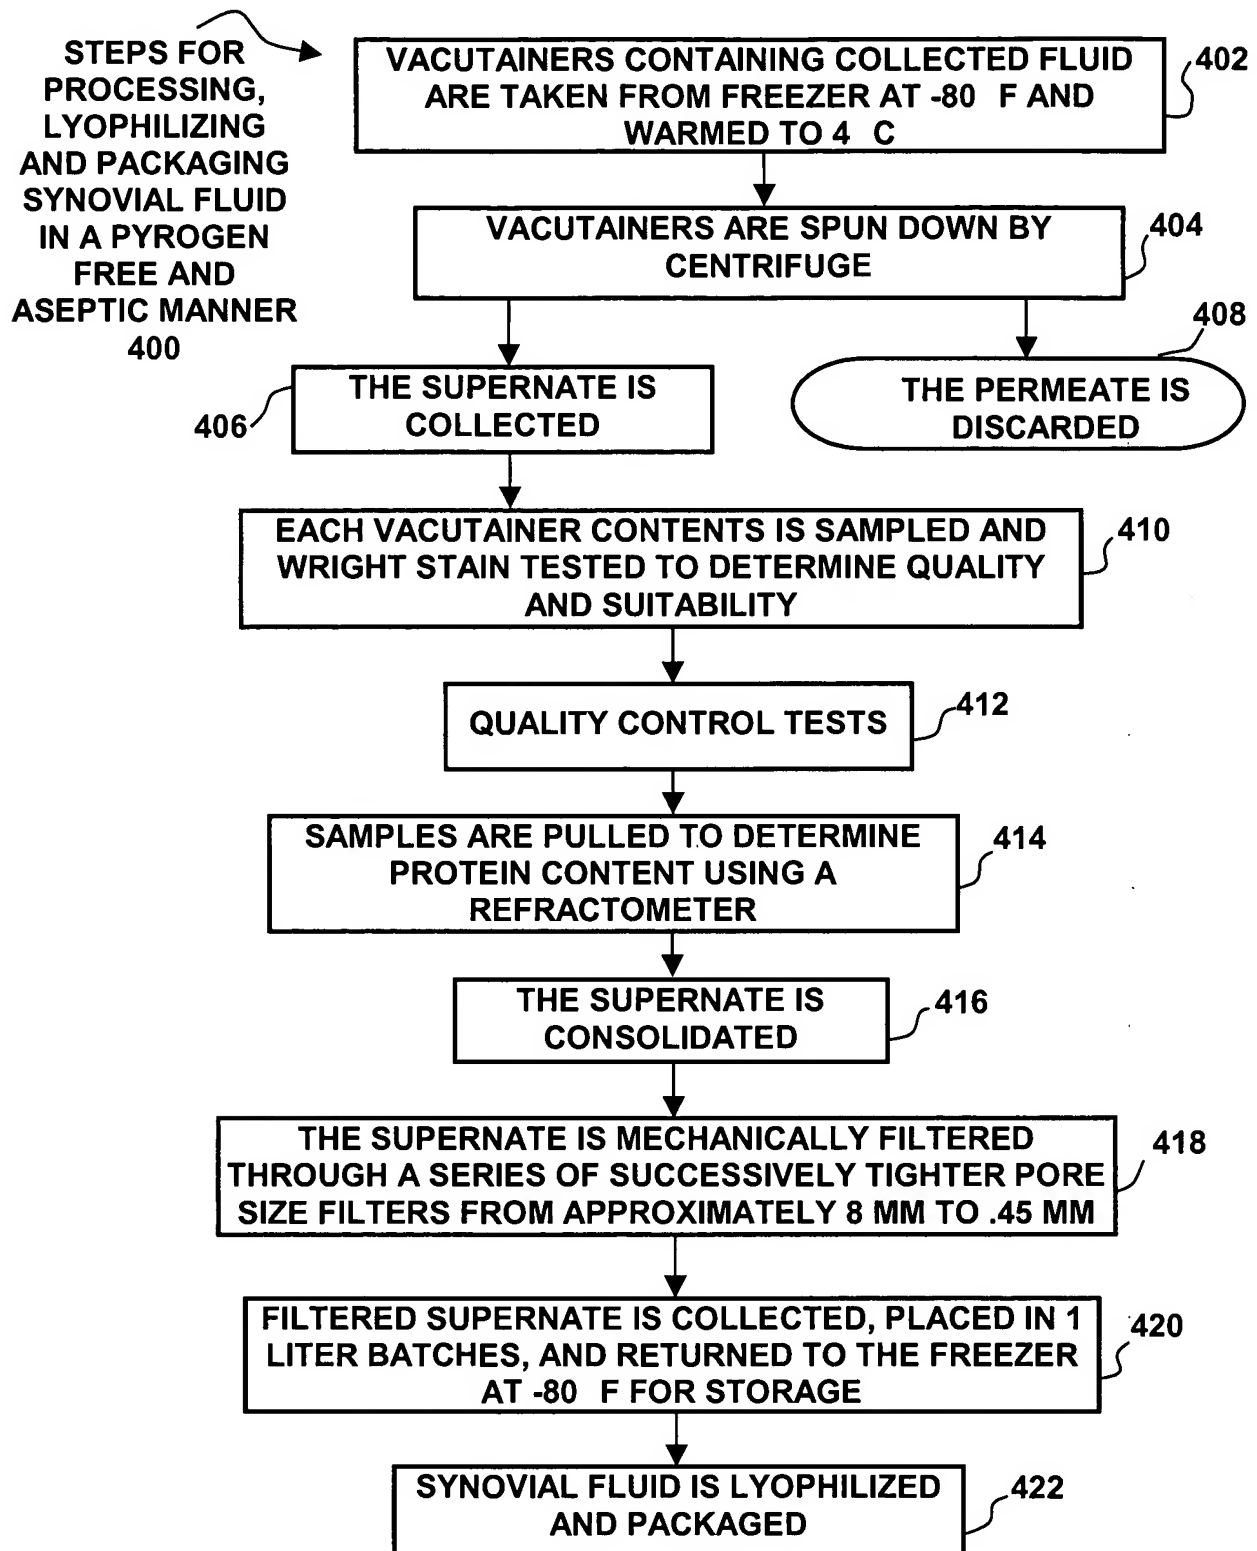 STEPS FOR
PROCESSING,
LYOPHILIZING
AND PACKAGING
SYNOVIAL FLUID
IN A PYROGEN
FREE AND
ASEPTIC MANNER
400
VACUTAINERS CONTAINING COLLECTED FLUID
ARE TAKEN FROM FREEZER AT -80 F AND
WARMED TO 4 C
402
VACUTAINERS ARE SPUN DOWN BY
CENTRIFUGE
404
THE SUPERNATE IS
COLLECTED
406
THE PERMEATE IS
DISCARDED
408
EACH VACUTAINER CONTENTS IS SAMPLED AND
WRIGHT STAIN TESTED TO DETERMINE QUALITY
AND SUITABILITY
410
QUALITY CONTROL TESTS
412
SAMPLES ARE PULLED TO DETERMINE
PROTEIN CONTENT USING A
REFRACTOMETER
414
THE SUPERNATE IS
CONSOLIDATED
416
THE SUPERNATE IS MECHANICALLY FILTERED
THROUGH A SERIES OF SUCCESSIVELY TIGHTER PORE
SIZE FILTERS FROM APPROXIMATELY 8 MM TO .45 MM
418
FILTERED SUPERNATE IS COLLECTED, PLACED IN 1
LITER BATCHES, AND RETURNED TO THE FREEZER
AT -80 F FOR STORAGE
420
SYNOVIAL FLUID IS LYOPHILIZED
AND PACKAGED
422